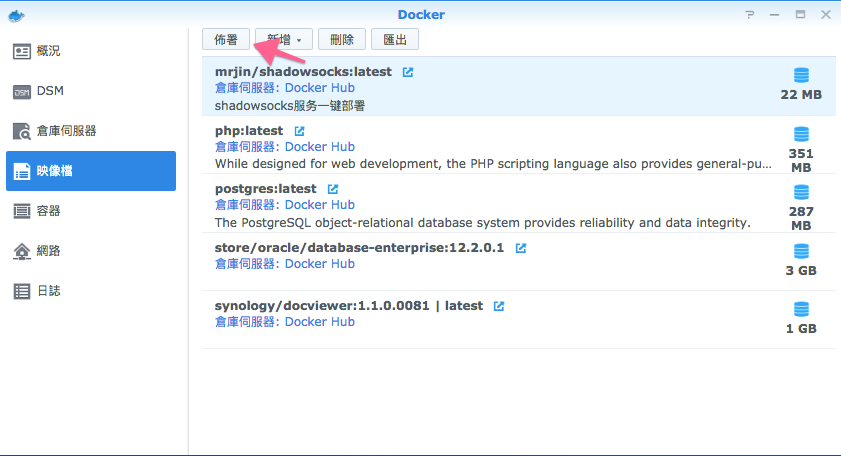 Docker
概況
DSM
DSM
倉庫伺服器
映像檔
容器
網路
日誌
佈署
新增
刪除
匯出
mrjin/shadowsocks:latest
倉庫伺服器: Docker Hub
shadowsocks服务一键部署
22 MB
php:latest
倉庫伺服器: Docker Hub
While designed for web development, the PHP scripting language also provides general-pu...
351
MB
postgres:latest
倉庫伺服器: Docker Hub
The PostgreSQL object-relational database system provides reliability and data integrity.
287
MB
store/oracle/database-enterprise:12.2.0.1
倉庫伺服器: Docker Hub
3 GB
synology/docviewer:1.1.0.0081 | latest
倉庫伺服器: Docker Hub
1 GB